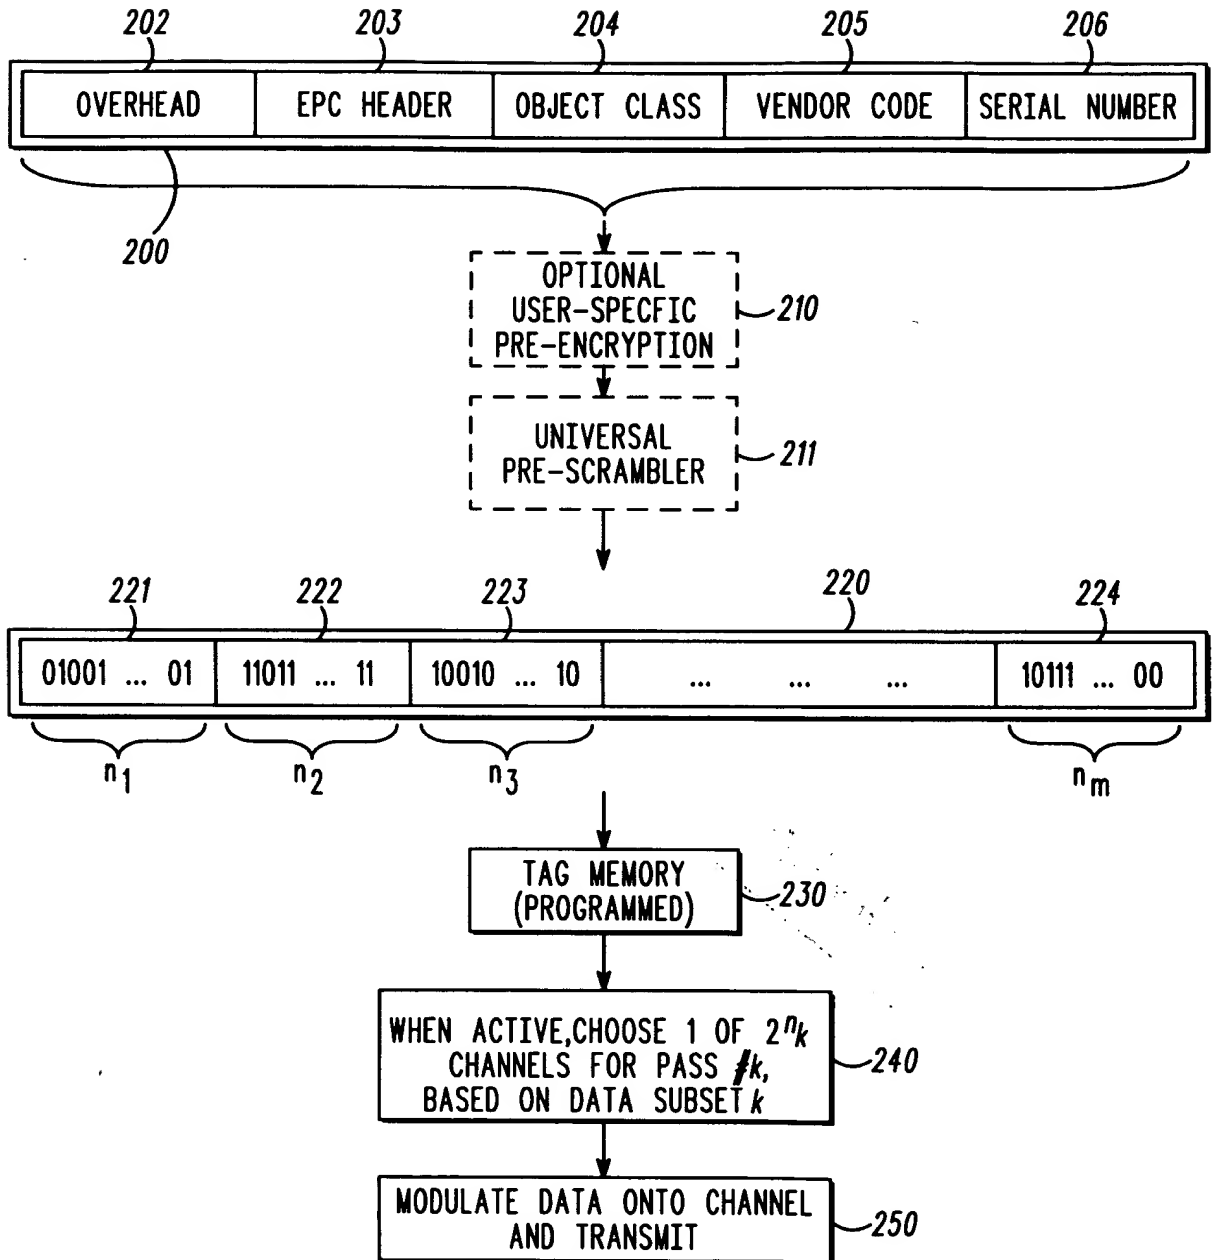 202 203 204 205 206
OVERHEAD EPC HEADER OBJECT CLASS VENDOR CODE SERIAL NUMBER
200
OPTIONAL
USER-SPECFIC
PRE-ENCRYPTION
210
UNIVERSAL
PRE-SCRAMBLER
211
221 222 223 220 224
01001 ... 01 11011 ... 11 10010 ... 10 ... ... ... 10111 ... 00
n1 n2 n3 nm
TAG MEMORY
(PROGRAMMED)
230
WHEN ACTIVE,CHOOSE 1 OF 2^nk
CHANNELS FOR PASS #k,
BASED ON DATA SUBSET k
240
MODULATE DATA ONTO CHANNEL
AND TRANSMIT
250